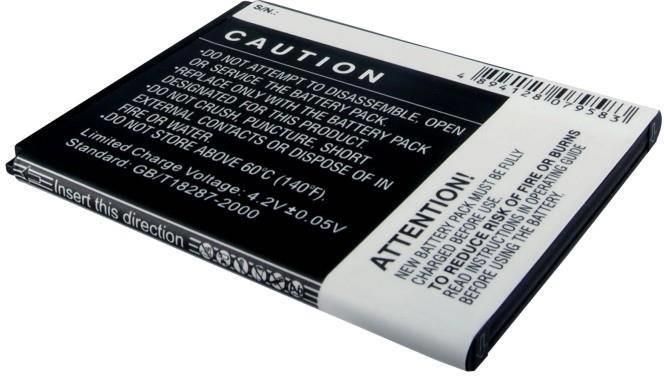 S/N.:
CAUTION
•DO NOT ATTEMPT TO DISASSEMBLE, OPEN
OR SERVICE THE BATTERY PACK.
•REPLACE ONLY WITH THE BATTERY PACK
DESIGNATED FOR THIS PRODUCT.
•DO NOT CRUSH, PUNCTURE, SHORT
EXTERNAL CONTACTS OR DISPOSE OF IN
FIRE OR WATER.
•DO NOT STORE ABOVE 60℃ (140℉).
Limited Charge Voltage: 4.2V±0.05V
Standard: GB/T18287-2000
Insert this direction
4 894128 079583
ATTENTION!
NEW BATTERY PACK MUST BE FULLY
CHARGED BEFORE USE.
TO REDUCE RISK OF FIRE OR BURNS
READ INSTRUCTIONS IN OPERATING GUIDE
BEFORE USING THE BATTERY.